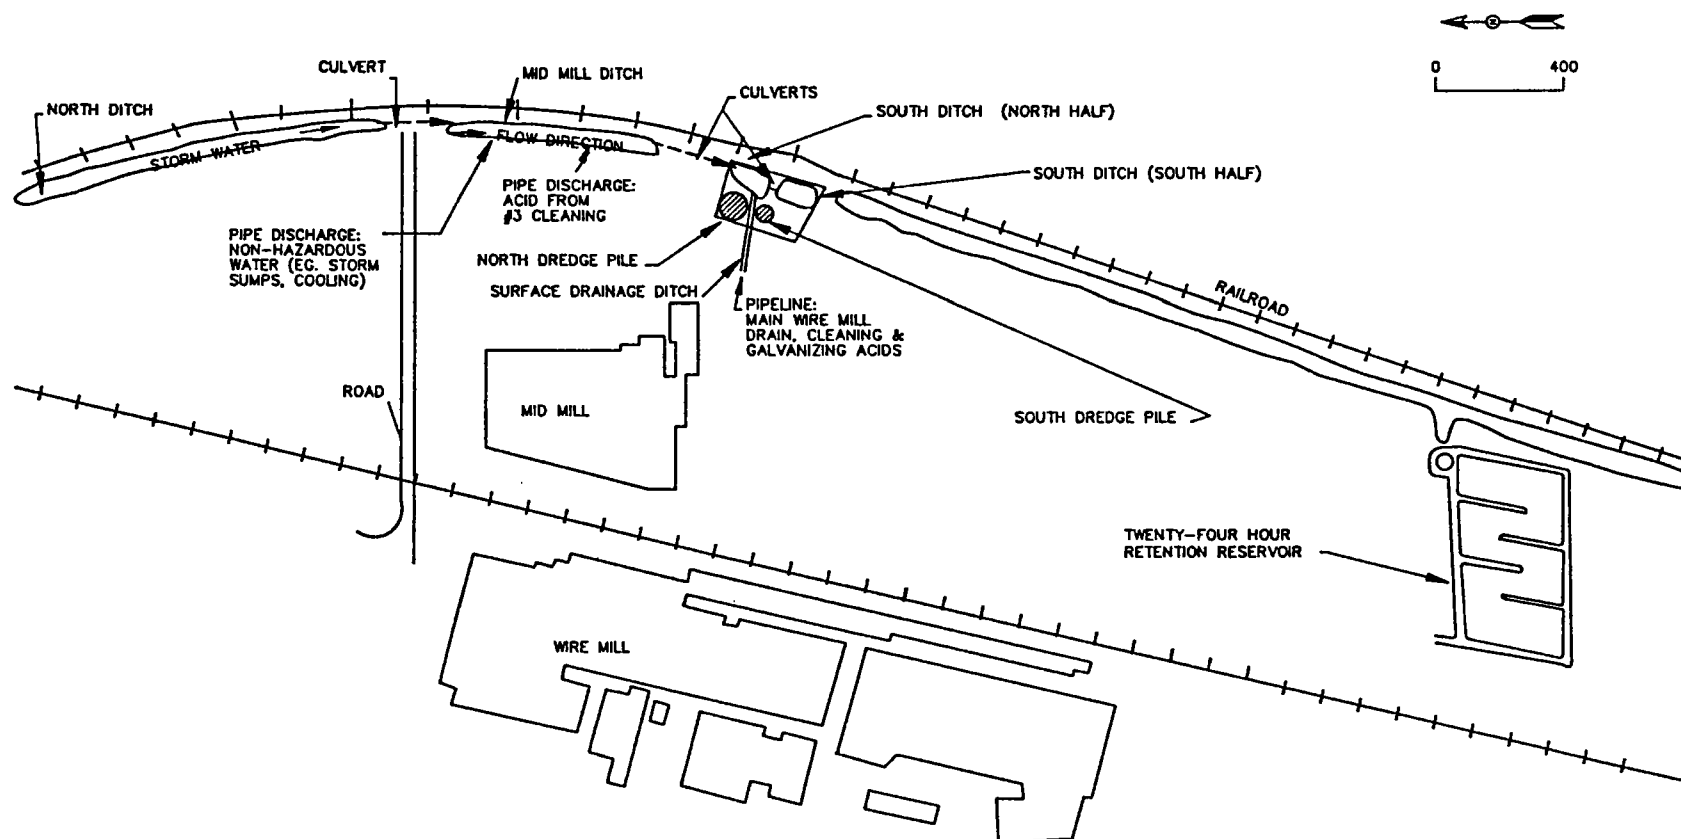 Z
0 400
CULVERT
MID MILL DITCH
NORTH DITCH
CULVERTS
SOUTH DITCH (NORTH HALF)
STORM WATER
FLOW DIRECTION
SOUTH DITCH (SOUTH HALF)
PIPE DISCHARGE:
ACID FROM
#3 CLEANING
PIPE DISCHARGE:
NON-HAZARDOUS
WATER (EG. STORM
SUMPS, COOLING)
NORTH DREDGE PILE
SURFACE DRAINAGE DITCH
PIPELINE:
MAIN WIRE MILL
DRAIN, CLEANING &
GALVANIZING ACIDS
RAILROAD
ROAD
MID MILL
SOUTH DREDGE PILE
TWENTY-FOUR HOUR
RETENTION RESERVOIR
WIRE MILL